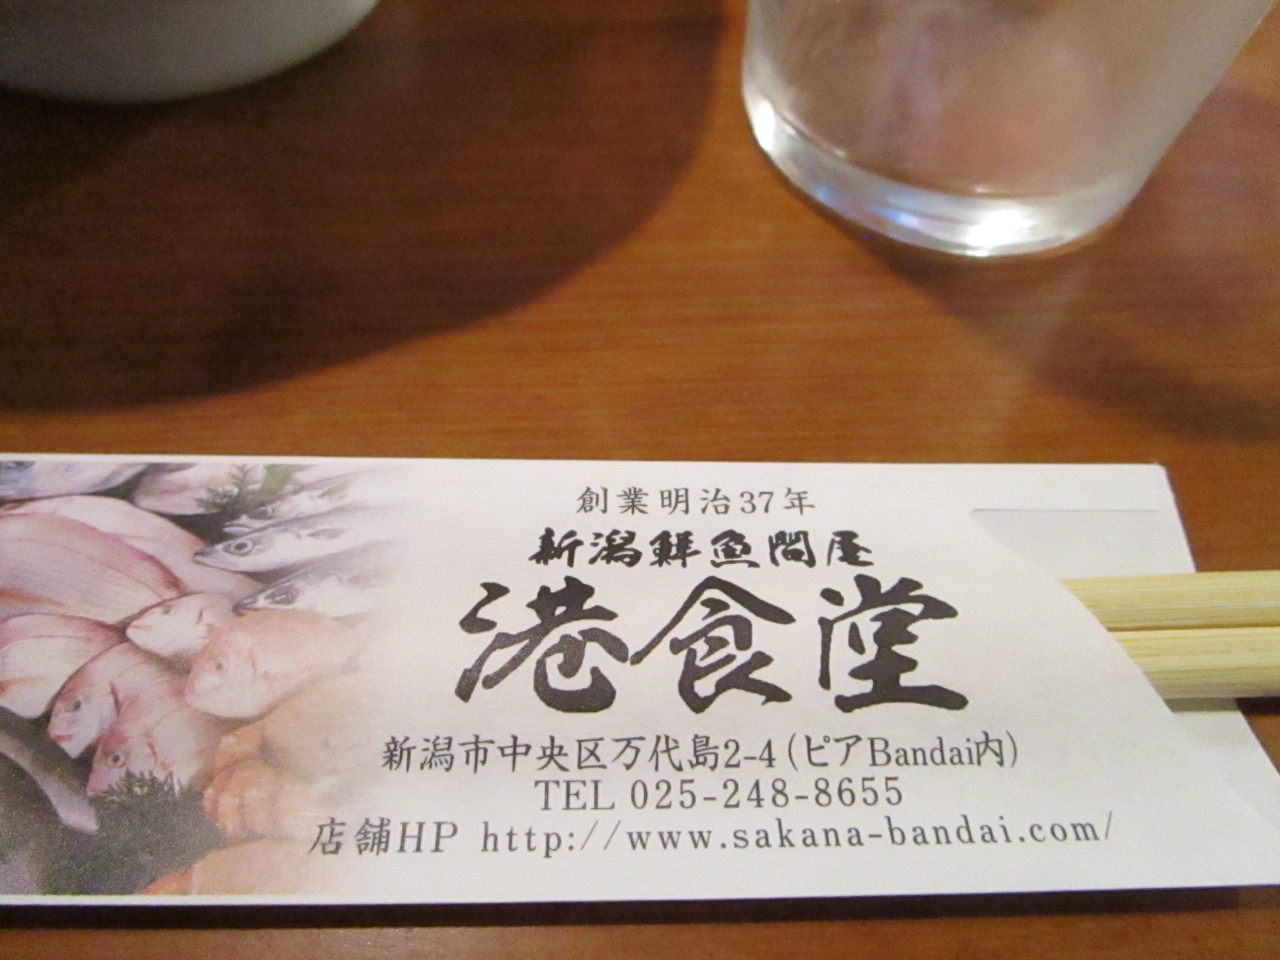 創業明治37年
新潟鮮魚問屋
港食堂
新潟市中央区万代島2-4(ピアBandai内)
TEL 025-248-8655
店舗HP http://www.sakana-bandai.com/